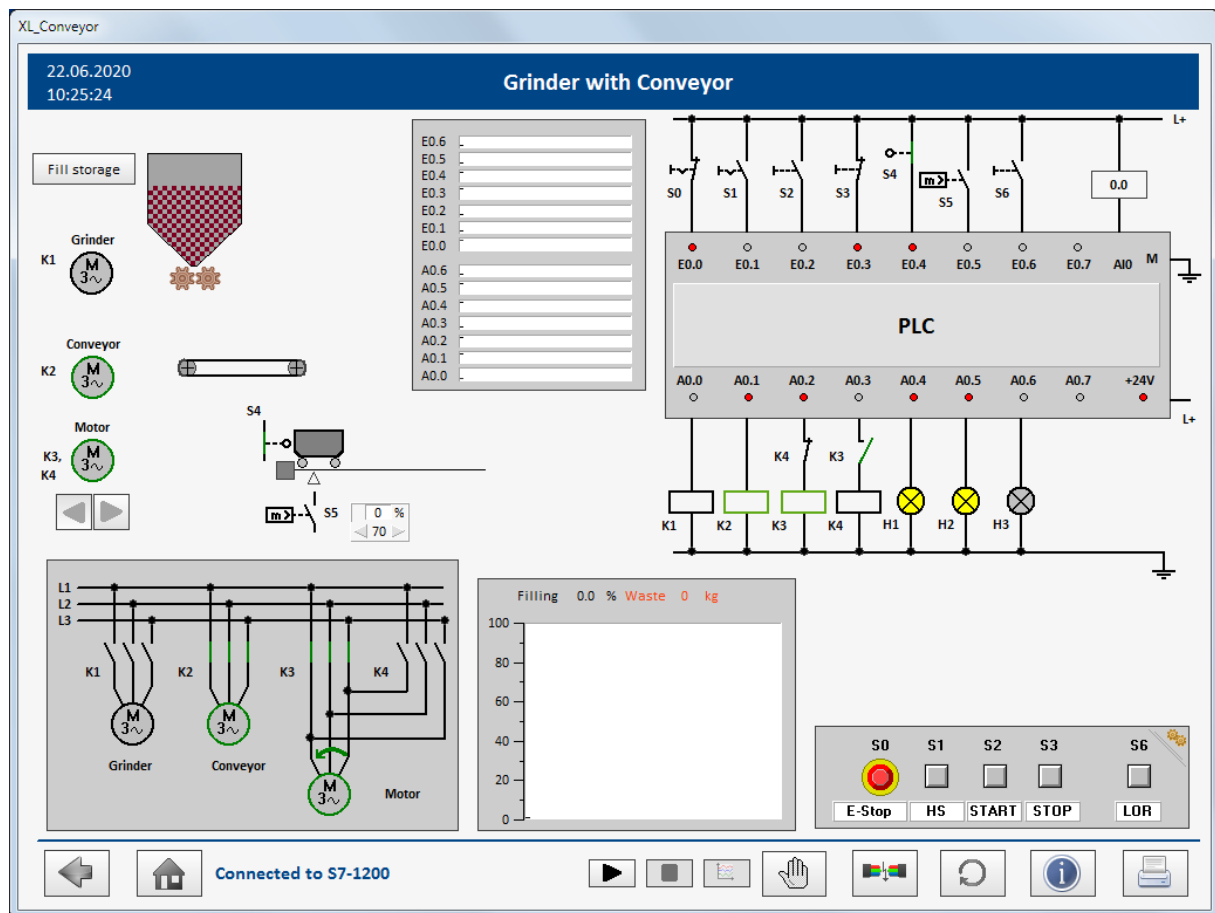 XL_Conveyor
22.06.2020
10:25:24
Grinder with Conveyor
Fill storage
Grinder
K1
M
3~
Conveyor
K2
M
3~
Motor
K3,
K4
M
3~
S4
m>
S5
0 %
70
E0.6
E0.5
E0.4
E0.3
E0.2
E0.1
E0.0
A0.6
A0.5
A0.4
A0.3
A0.2
A0.1
A0.0
L+
S0 S1 S2 S3 S4 m> S5 S6 0.0
E0.0 E0.1 E0.2 E0.3 E0.4 E0.5 E0.6 E0.7 AI0 M
PLC
A0.0 A0.1 A0.2 A0.3 A0.4 A0.5 A0.6 A0.7 +24V
L+
K4 K3
K1 K2 K3 K4 H1 H2 H3
L1
L2
L3
K1 K2 K3 K4
M
3~
M
3~
Grinder Conveyor
M
3~
Motor
Filling 0.0 % Waste 0 kg
100
80
60
40
20
0
S0 S1 S2 S3 S6
E-Stop HS START STOP LOR
Connected to S7-1200
i